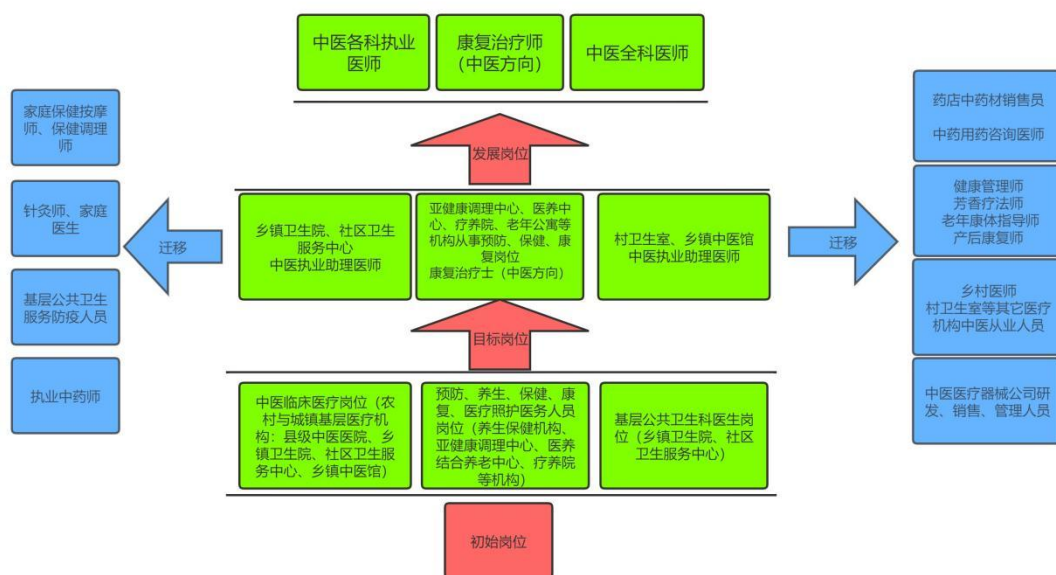 中医各科执业
医师
康复治疗师
（中医方向）
中医全科医师
发展岗位
家庭保健按摩
师、保健调理
师
针灸师、家庭
医生
基层公共卫生
服务防疫人员
执业中药师
迁移
乡镇卫生院、社区卫生
服务中心
中医执业助理医师
亚健康调理中心、医养中
心、疗养院、老年公寓等
机构从事预防、保健、康
复岗位
康复治疗士（中医方向）
村卫生室、乡镇中医馆
中医执业助理医师
迁移
药店中药材销售员
中药用药咨询医师
健康管理师
芳香疗法师
老年康体指导师
产后康复师
乡村医师
村卫生室等其它医疗
机构中医从业人员
中医医疗器械公司研
发、销售、管理人员
目标岗位
中医临床医疗岗位（农
村与城镇基层医疗机
构：县级中医医院、乡
镇卫生院、社区卫生服
务中心、乡镇中医馆）
预防、养生、保健、康
复、医疗照护医务人员
岗位（养生保健机构、
亚健康调理中心、医养
结合养老中心、疗养院
等机构）
基层公共卫生科医生岗
位（乡镇卫生院、社区
卫生服务中心）
初始岗位